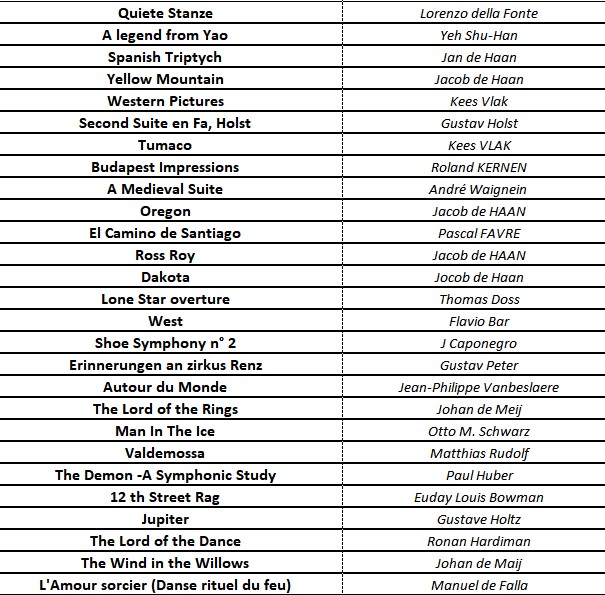 Quiete Stanze Lorenzo della Fonte
A legend from Yao Yeh Shu-Han
Spanish Triptych Jan de Haan
Yellow Mountain Jacob de Haan
Western Pictures Kees Vlak
Second Suite en Fa, Holst Gustav Holst
Tumaco Kees VLAK
Budapest Impressions Roland KERNEN
A Medieval Suite André Waignein
Oregon Jacob de HAAN
El Camino de Santiago Pascal FAVRE
Ross Roy Jacob de HAAN
Dakota Jocob de Haan
Lone Star overture Thomas Doss
West Flavio Bar
Shoe Symphony n° 2 J Caponegro
Erinnerungen an zirkus Renz Gustav Peter
Autour du Monde Jean-Philippe Vanbeslaere
The Lord of the Rings Johan de Meij
Man In The Ice Otto M. Schwarz
Valdemossa Matthias Rudolf
The Demon -A Symphonic Study Paul Huber
12 th Street Rag Euday Louis Bowman
Jupiter Gustave Holtz
The Lord of the Dance Ronan Hardiman
The Wind in the Willows Johan de Maij
L'Amour sorcier (Danse rituel du feu) Manuel de Falla